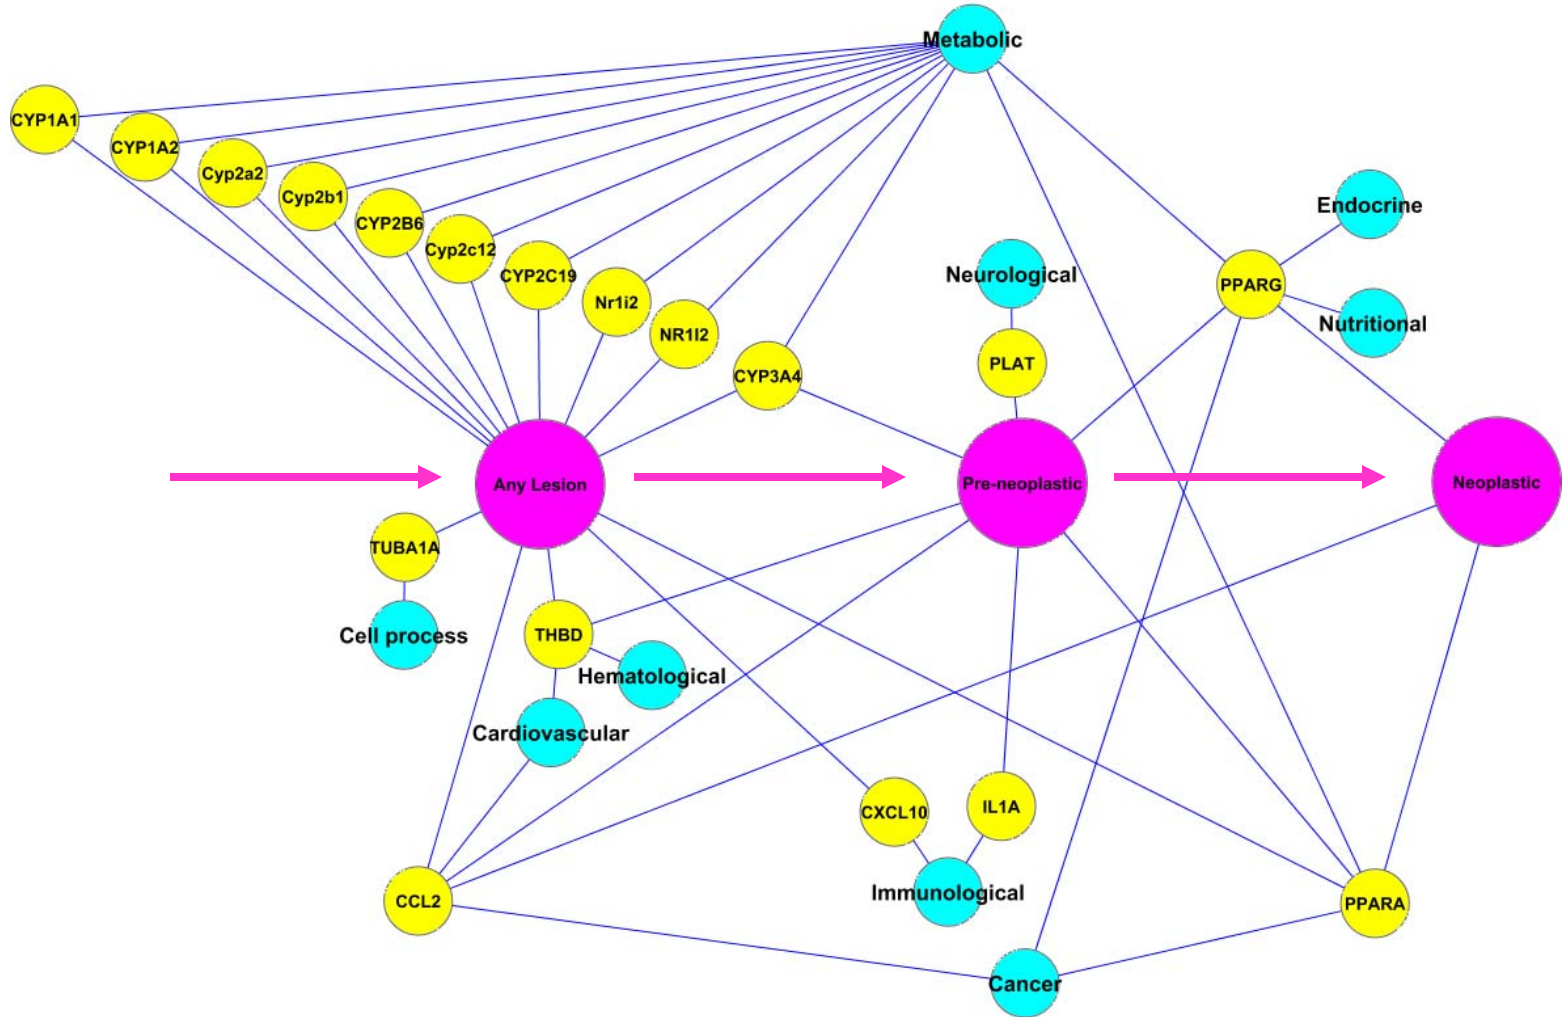 Metabolic
CYP1A1
CYP1A2
Cyp2a2
Cyp2b1
CYP2B6
Cyp2c12
CYP2C19
Nr1i2
NR1I2
CYP3A4
Neurological
PLAT
Endocrine
PPARG
Nutritional
Any Lesion
Pre-neoplastic
Neoplastic
TUBA1A
Cell process
THBD
Hematological
Cardiovascular
CXCL10
IL1A
Immunological
CCL2
PPARA
Cancer